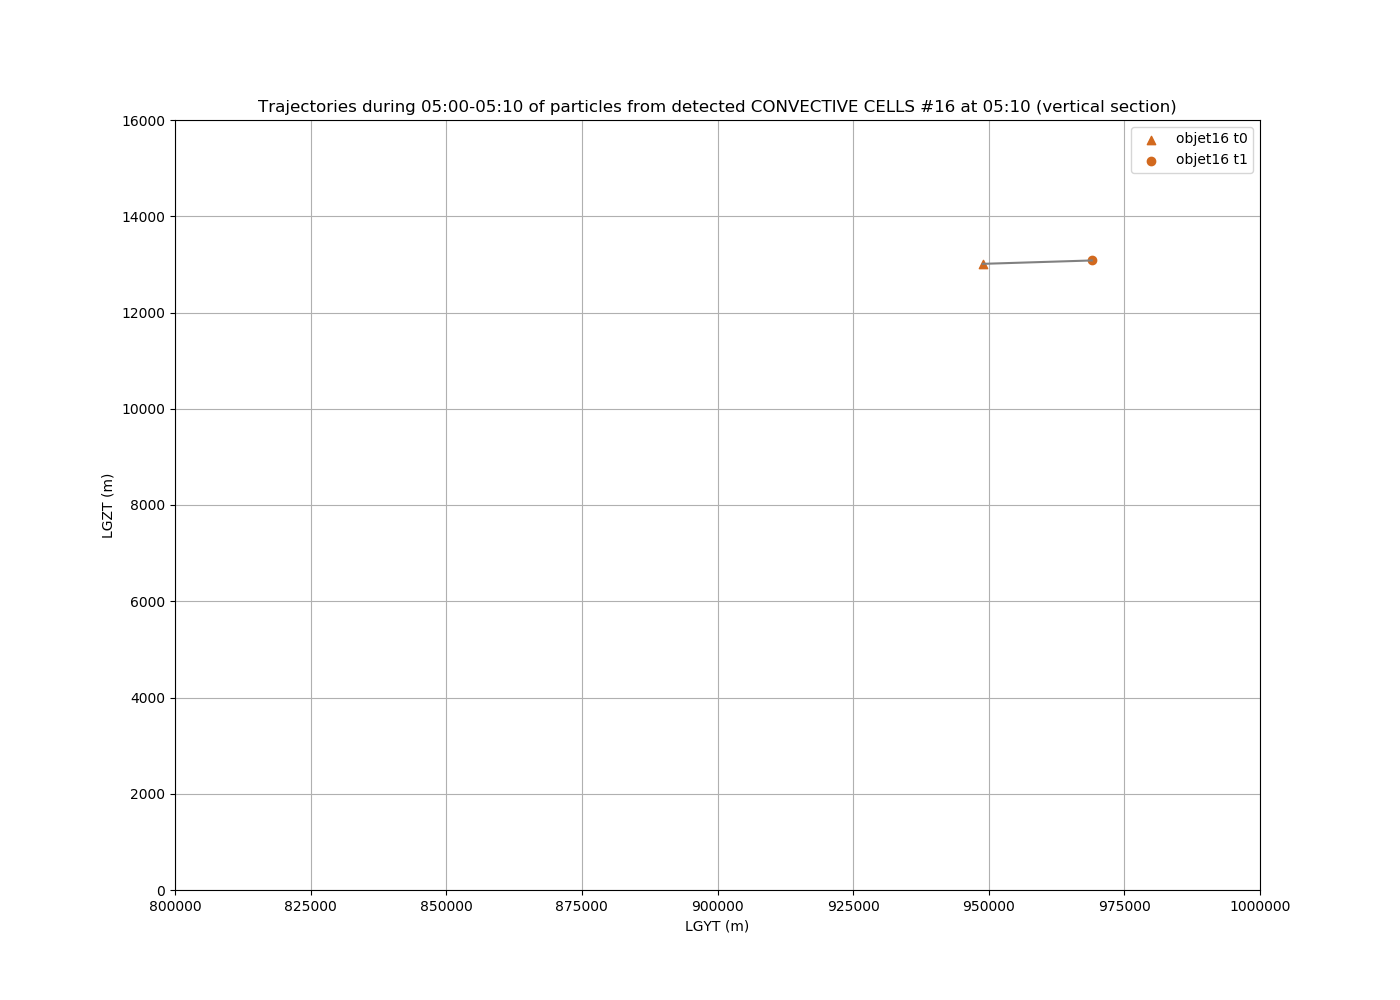 Trajectories during 05:00-05:10 of particles from detected CONVECTIVE CELLS #16 at 05:10 (vertical section)
objet16 t0
objet16 t1
16000
14000
12000
10000
8000
6000
4000
2000
0
LGZT (m)
800000 825000 850000 875000 900000 925000 950000 975000 1000000
LGYT (m)